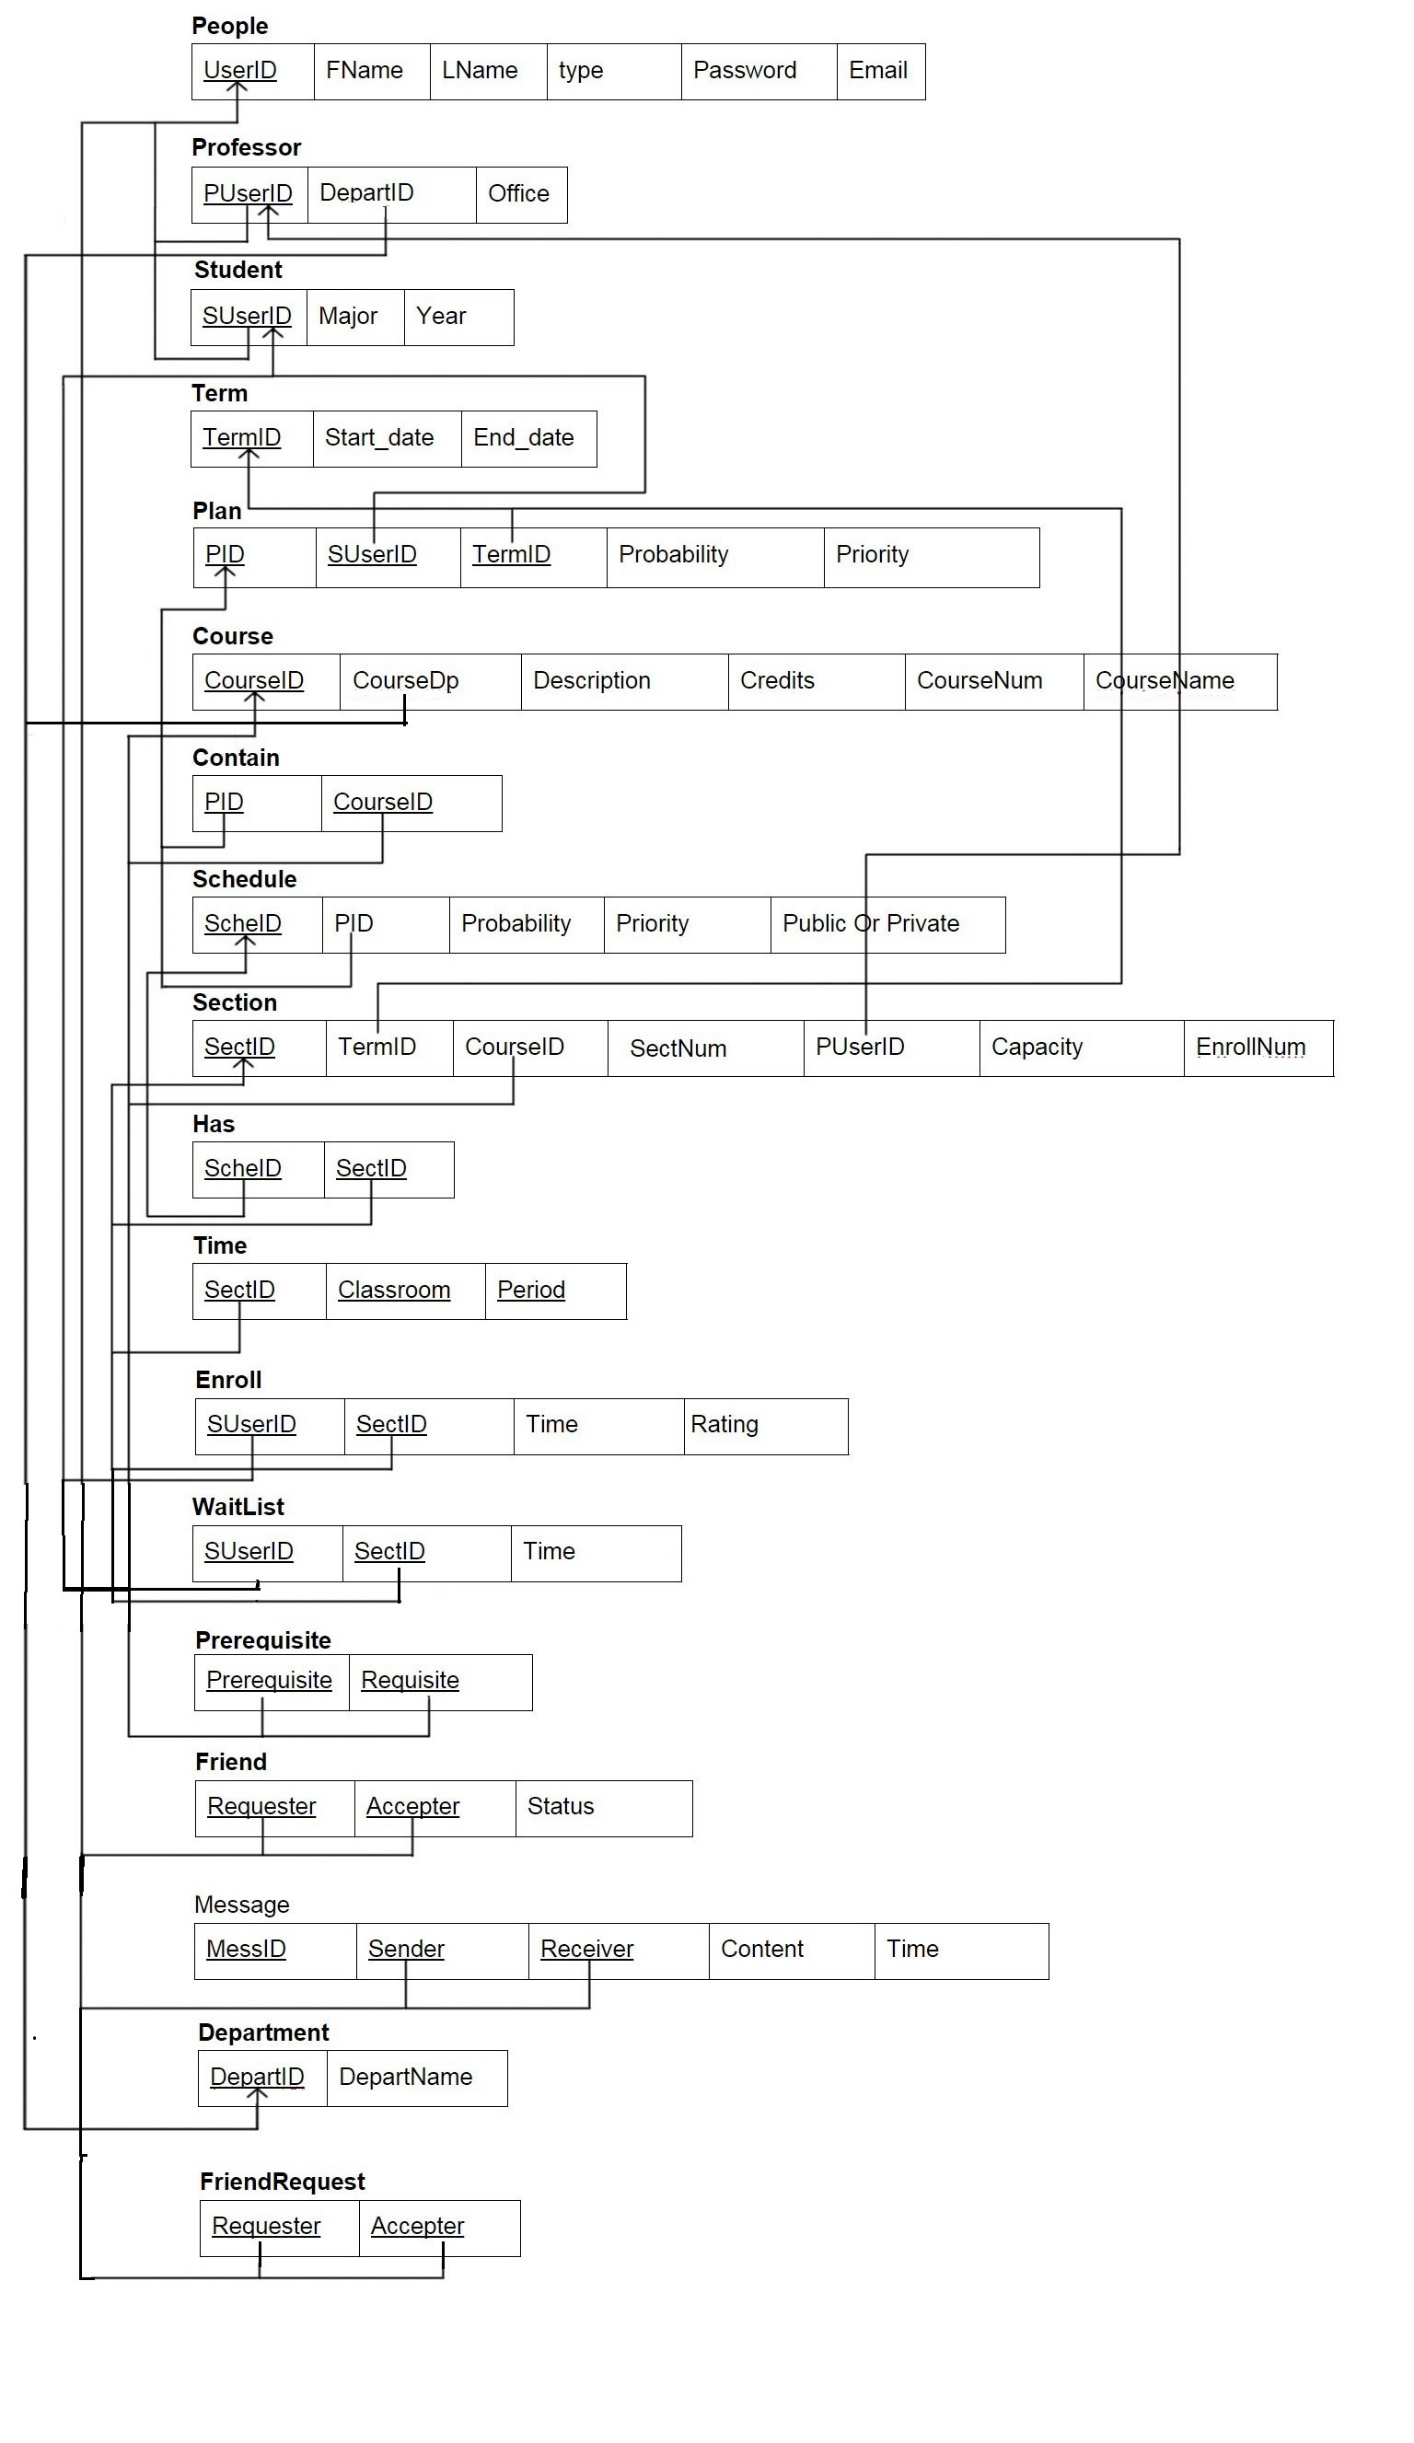 People
UserID FName LName type Password Email
Professor
PUserID DepartID Office
Student
SUserID Major Year
Term
TermID Start_date End_date
Plan
PID SUserID TermID Probability Priority
Course
CourseID CourseDp Description Credits CourseNum CourseName
Contain
PID CourseID
Schedule
ScheID PID Probability Priority Public Or Private
Section
SectID TermID CourseID SectNum PUserID Capacity EnrollNum
Has
ScheID SectID
Time
SectID Classroom Period
Enroll
SUserID SectID Time Rating
WaitList
SUserID SectID Time
Prerequisite
Prerequisite Requisite
Friend
Requester Accepter Status
Message
MessID Sender Receiver Content Time
Department
DepartID DepartName
FriendRequest
Requester Accepter